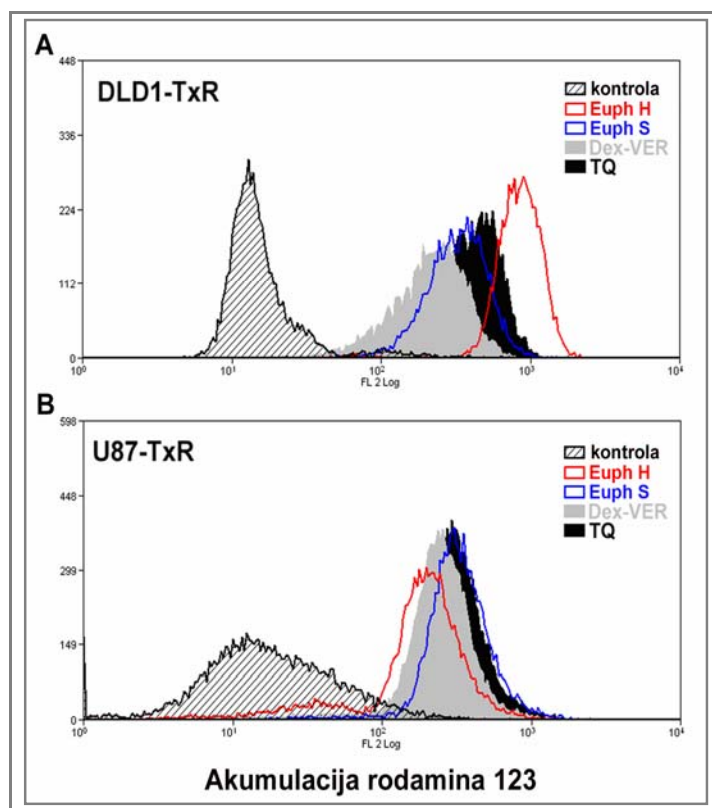 A
DLD1-TxR
kontrola
Euph H
Euph S
Dex-VER
TQ
448
336
224
112
0
10⁰ 10¹ 10² 10³ 10⁴
FL 2 Log
B
U87-TxR
kontrola
Euph H
Euph S
Dex-VER
TQ
598
448
299
149
0
10⁰ 10¹ 10² 10³ 10⁴
FL 2 Log
Akumulacija rodamina 123